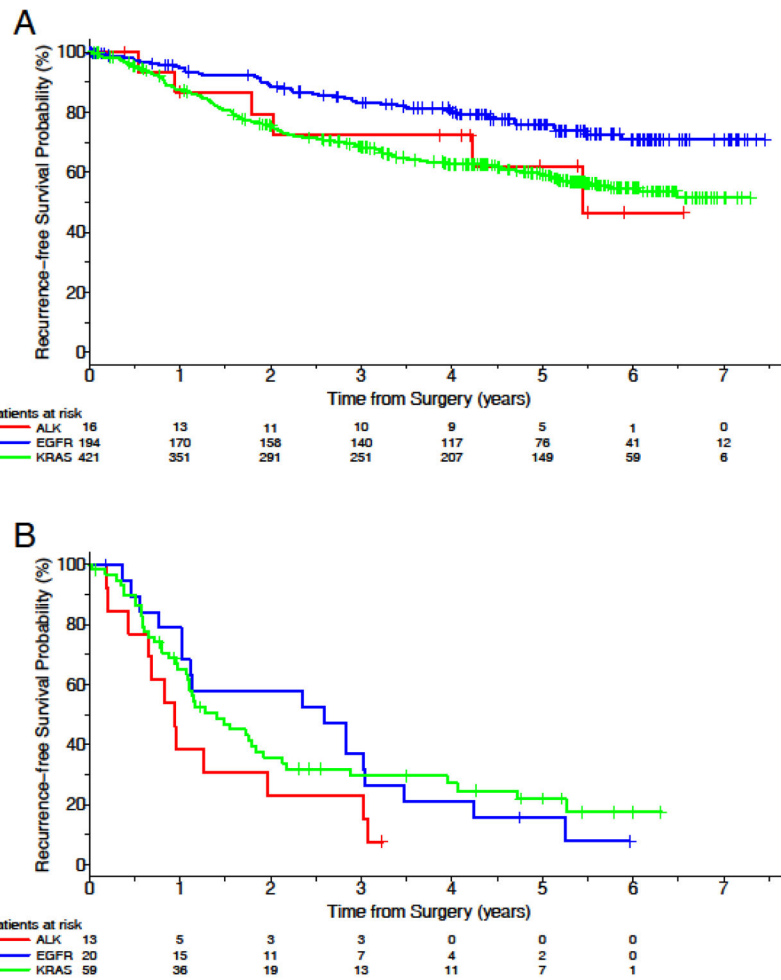 A
Recurrence-free Survival Probability (%)
100
80
60
40
20
0
0 1 2 3 4 5 6 7
Time from Surgery (years)
atients at risk
ALK 16 13 11 10 9 5 1 0
EGFR 194 170 158 140 117 76 41 12
KRAS 421 351 291 251 207 149 59 6
B
Recurrence-free Survival Probability (%)
100
80
60
40
20
0
0 1 2 3 4 5 6 7
Time from Surgery (years)
atients at risk
ALK 13 5 3 3 0 0 0
EGFR 20 15 11 7 4 2 0
KRAS 59 36 19 13 11 7 1